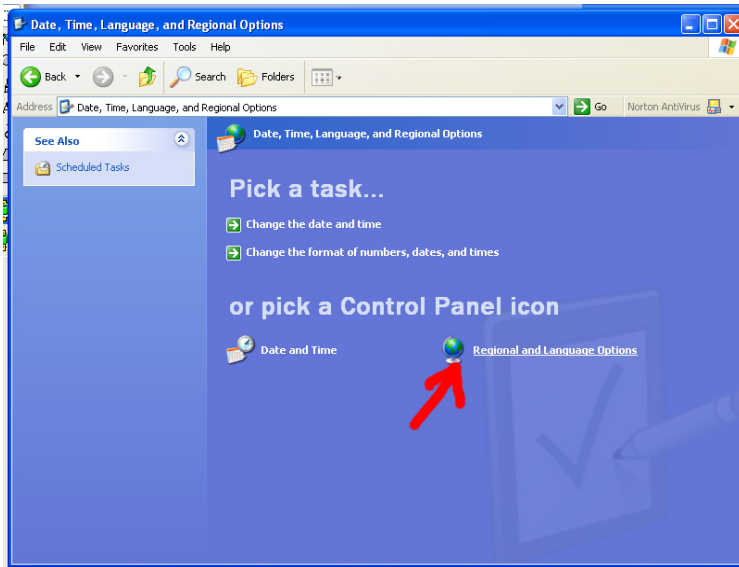 Date, Time, Language, and Regional Options
File Edit View Favorites Tools Help
Back Search Folders
Address Date, Time, Language, and Regional Options Go Norton AntiVirus
See Also
Scheduled Tasks
Date, Time, Language, and Regional Options
Pick a task...
Change the date and time
Change the format of numbers, dates, and times
or pick a Control Panel icon
Date and Time Regional and Language Options